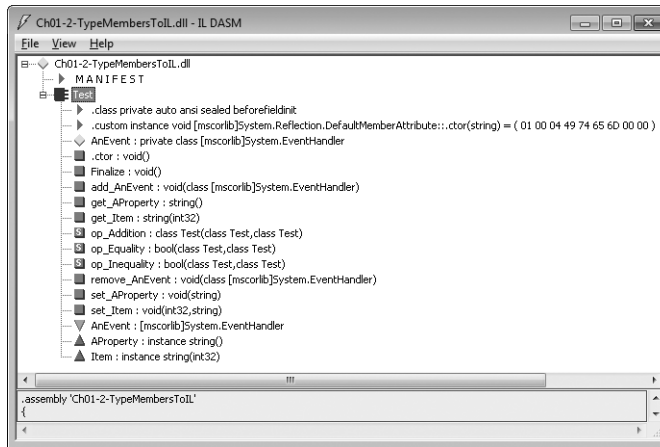 Ch01-2-TypeMembersToIL.dll - IL DASM
File View Help
Ch01-2-TypeMembersToIL.dll
MANIFEST
Test
.class private auto ansi sealed beforefieldinit
.custom instance void [mscorlib]System.Reflection.DefaultMemberAttribute::.ctor(string) = ( 01 00 04 49 74 65 6D 00 00 )
AnEvent : private class [mscorlib]System.EventHandler
.ctor : void()
Finalize : void()
add_AnEvent : void(class [mscorlib]System.EventHandler)
get_AProperty : string()
get_Item : string(int32)
S op_Addition : class Test(class Test,class Test)
S op_Equality : bool(class Test,class Test)
S op_Inequality : bool(class Test,class Test)
remove_AnEvent : void(class [mscorlib]System.EventHandler)
set_AProperty : void(string)
set_Item : void(int32,string)
AnEvent : [mscorlib]System.EventHandler
AProperty : instance string()
Item : instance string(int32)
.assembly 'Ch01-2-TypeMembersToIL'
{